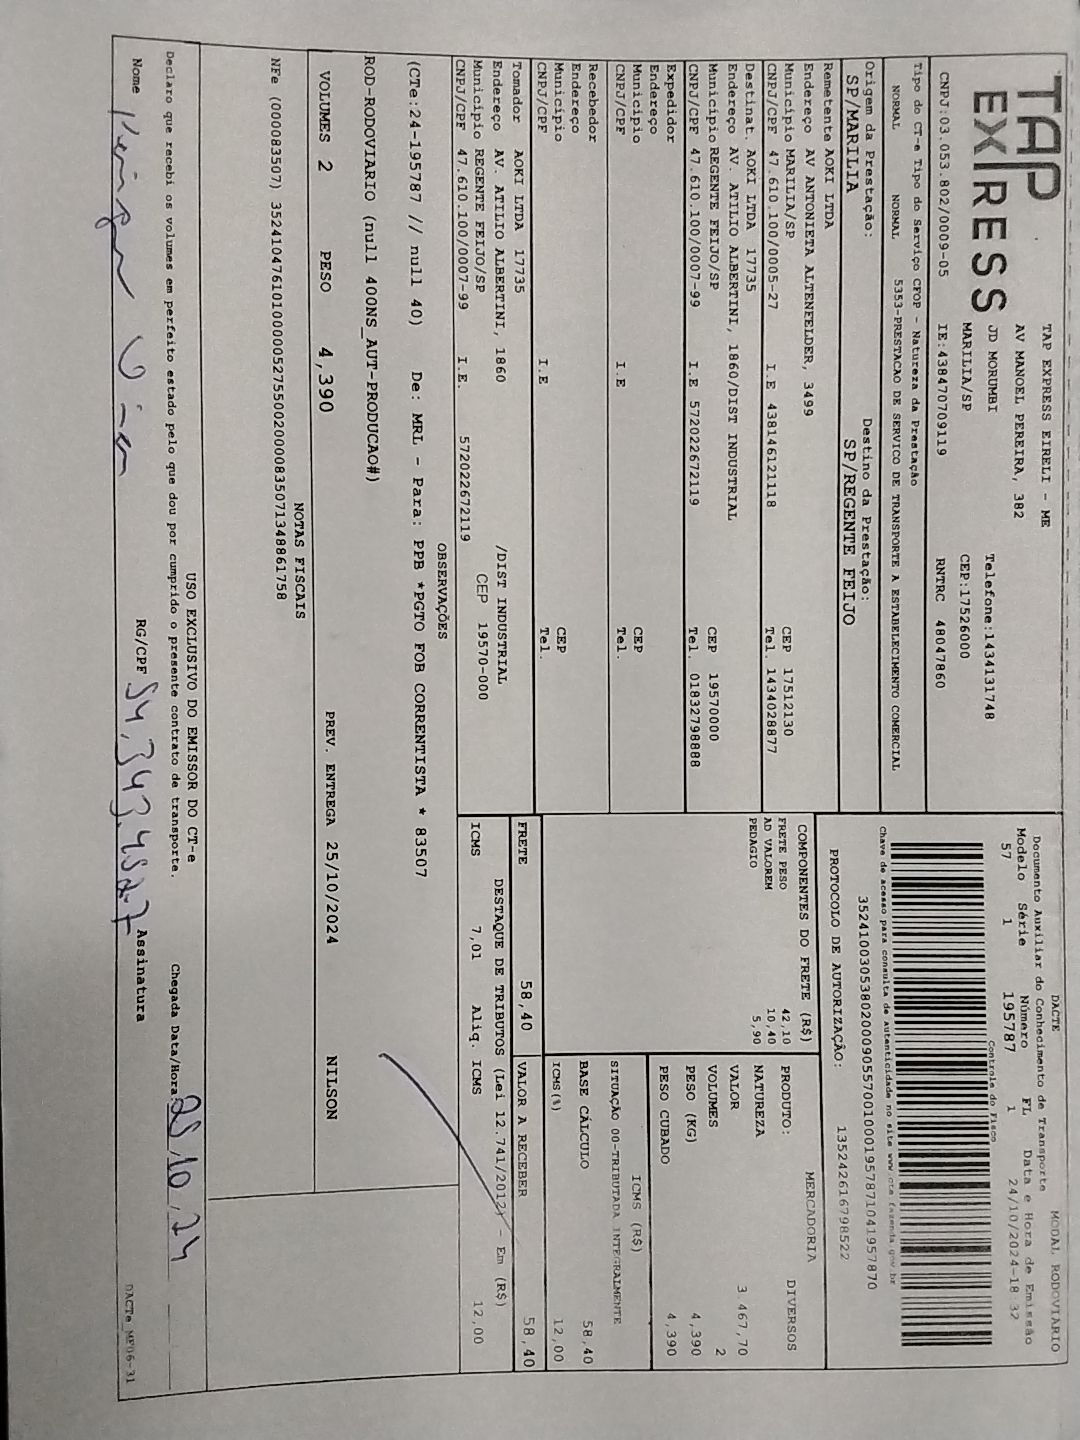 TAP
EXPRESS
TAP EXPRESS EIRELI - ME
AV MANOEL PEREIRA, 382
JD MORUMBI Telefone:1434131748
MARILIA/SP CEP:17526000
CNPJ:03.053.802/0009-05 IE:438470709119 RNTRC 48047860
DACTE MODAL RODOVIARIO
Documento Auxiliar do Conhecimento de Transporte
Modelo Série Número FL Data e Hora de Emissão
57 1 195787 1 24/10/2024-18:32
Controle do Fisco
Tipo do CT-e Tipo do Serviço CFOP - Natureza da Prestação
NORMAL NORMAL 5353-PRESTACAO DE SERVICO DE TRANSPORTE A ESTABELECIMENTO COMERCIAL
Chave de acesso para consulta de autenticidade no site www.cte.fazenda.gov.br
35241003053802000905570010001957871041957870
Origem da Prestação: Destino da Prestação:
SP/MARILIA SP/REGENTE FEIJO
PROTOCOLO DE AUTORIZAÇÃO: 135242616798522
Remetente AOKI LTDA
Endereço AV ANTONIETA ALTENFELDER, 3499
Município MARILIA/SP CEP 17512130
CNPJ/CPF 47.610.100/0005-27 I.E 438146121118 Tel. 1434028877
Destinat. AOKI LTDA 17735
Endereço AV. ATILIO ALBERTINI, 1860/DIST INDUSTRIAL
Município REGENTE FEIJO/SP CEP 19570000
CNPJ/CPF 47.610.100/0007-99 I.E 572022672119 Tel. 01832798888
Expedidor
Endereço
Município CEP
CNPJ/CPF I.E Tel.
Recebedor
Endereço
Município CEP
CNPJ/CPF I.E Tel.
Tomador AOKI LTDA 17735
Endereço AV. ATILIO ALBERTINI, 1860 /DIST INDUSTRIAL
Município REGENTE FEIJO/SP CEP 19570-000
CNPJ/CPF 47.610.100/0007-99 I.E. 572022672119
COMPONENTES DO FRETE (R$)
FRETE PESO 42,10
AD VALOREM 10,40
PEDAGIO 5,90
MERCADORIA
PRODUTO: DIVERSOS
NATUREZA
VALOR 3.467,70
VOLUMES 2
PESO (KG) 4,390
PESO CUBADO 4,390
ICMS (R$)
SITUAÇÃO 00-TRIBUTADA INTEGRALMENTE
BASE CÁLCULO 58,40
ICMS(%) 12,00
FRETE 58,40 VALOR A RECEBER 58,40
DESTAQUE DE TRIBUTOS (Lei 12.741/2012) - Em (R$)
ICMS 7,01 Aliq. ICMS 12,00
OBSERVAÇÕES
(CTe:24-195787 // null 40) De: MRL - Para: PPB *PGTO FOB CORRENTISTA * 83507
ROD-RODOVIARIO (null 400NS_AUT-PRODUCAO#)
VOLUMES 2 PESO 4,390 PREV. ENTREGA 25/10/2024 NILSON
NOTAS FISCAIS
NFe (000083507) 35241047610100000527550020000835071348861758
USO EXCLUSIVO DO EMISSOR DO CT-e
Declaro que recebi os volumes em perfeito estado pelo que dou por cumprido o presente contrato de transporte. Chegada Data/Hora: 25 10, 24
Nome RG/CPF 54.343.452-7 Assinatura
DACTe_MF06-31